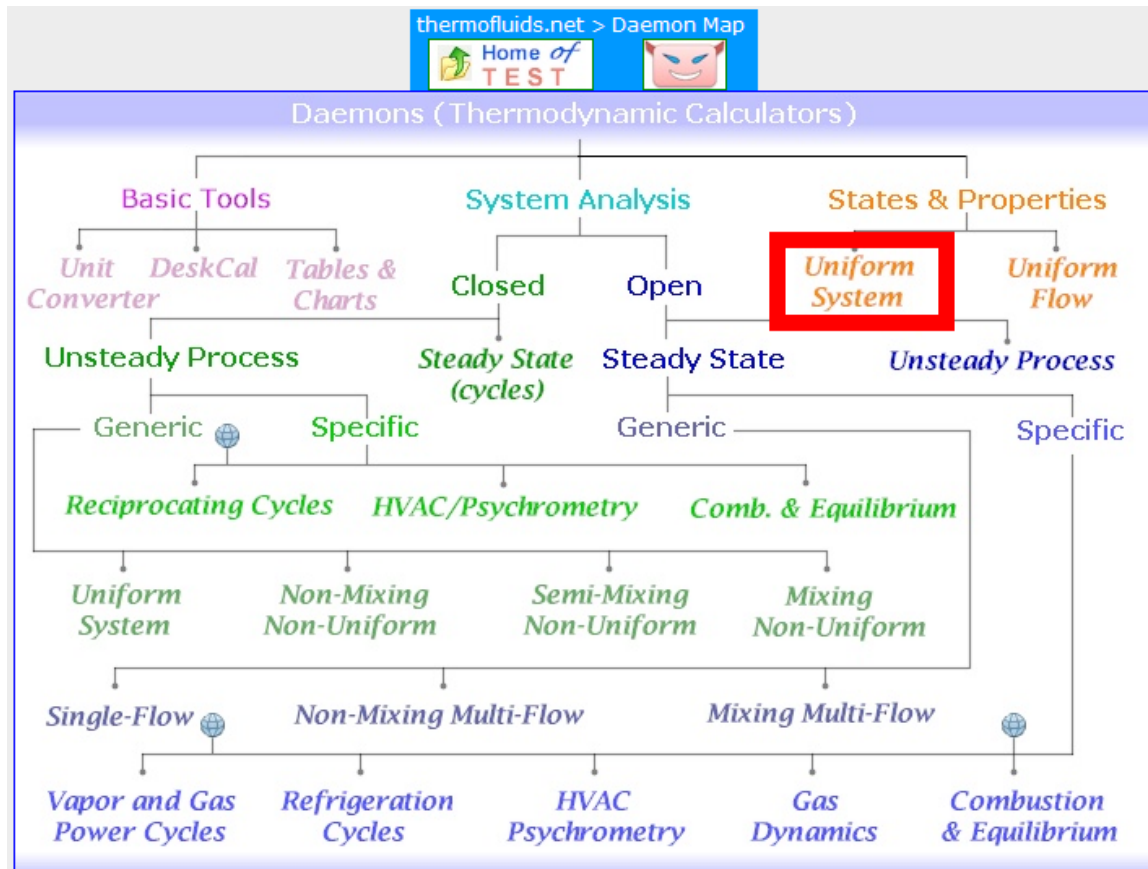 thermofluids.net > Daemon Map
Home of
TEST
Daemons (Thermodynamic Calculators)
Basic Tools
System Analysis
States & Properties
Unit
Converter
DeskCal
Tables &
Charts
Closed
Open
Uniform
System
Uniform
Flow
Unsteady Process
Steady State
(cycles)
Steady State
Unsteady Process
Generic
Specific
Generic
Specific
Reciprocating Cycles
HVAC/Psychrometry
Comb. & Equilibrium
Uniform
System
Non-Mixing
Non-Uniform
Semi-Mixing
Non-Uniform
Mixing
Non-Uniform
Single-Flow
Non-Mixing Multi-Flow
Mixing Multi-Flow
Vapor and Gas
Power Cycles
Refrigeration
Cycles
HVAC
Psychrometry
Gas
Dynamics
Combustion
& Equilibrium